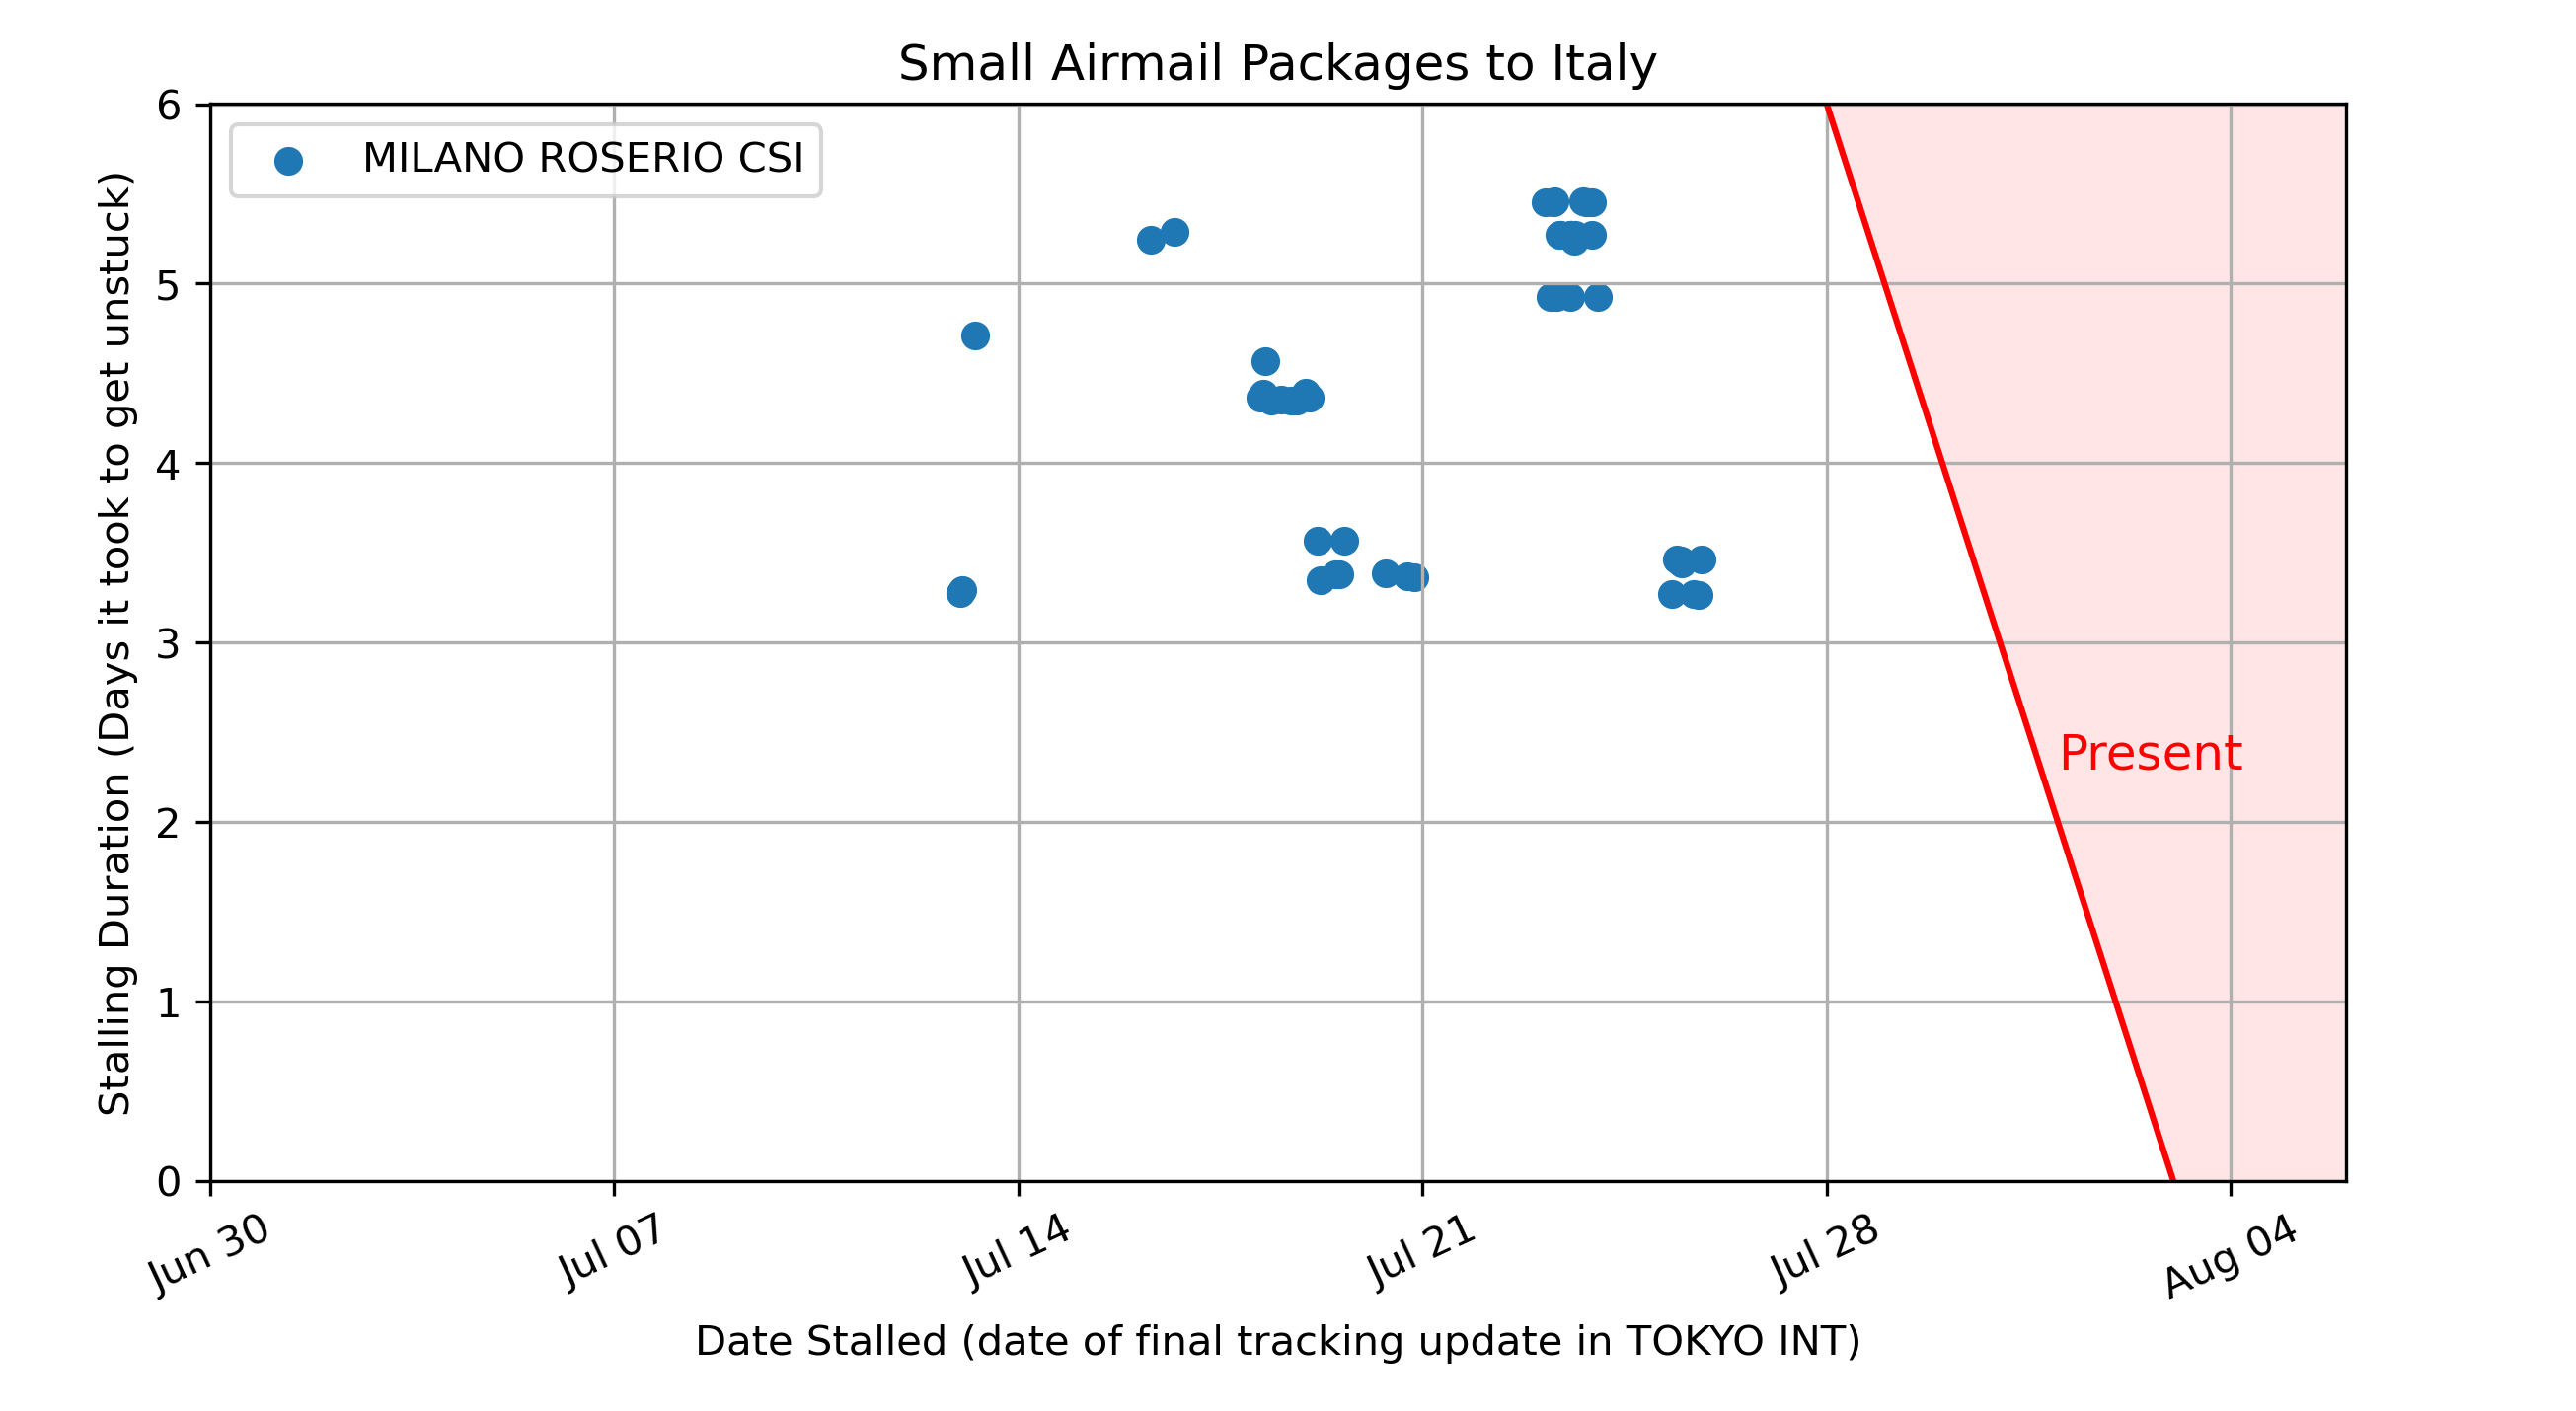 Small Airmail Packages to Italy
MILANO ROSERIO CSI
Stalling Duration (Days it took to get unstuck)
6
5
4
3
2
1
0
Present
Jun 30
Jul 07
Jul 14
Jul 21
Jul 28
Aug 04
Date Stalled (date of final tracking update in TOKYO INT)